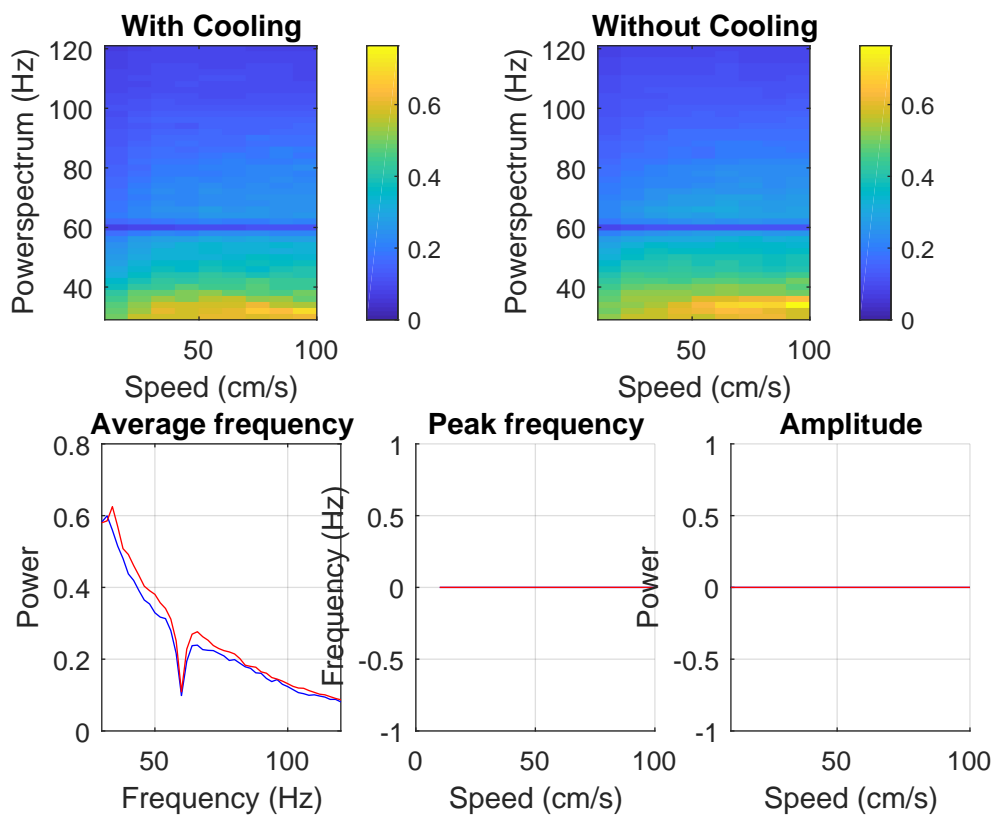 With Cooling
Without Cooling
Powerspectrum (Hz)
120
100
80
60
40
50
100
Speed (cm/s)
0.6
0.4
0.2
0
Powerspectrum (Hz)
120
100
80
60
40
50
100
Speed (cm/s)
0.6
0.4
0.2
0
Average frequency
Power
0.8
0.6
0.4
0.2
0
50
100
Frequency (Hz)
Peak frequency
Frequency (Hz)
1
0.5
0
-0.5
-1
0
50
100
Speed (cm/s)
Amplitude
Power
1
0.5
0
-0.5
-1
50
100
Speed (cm/s)